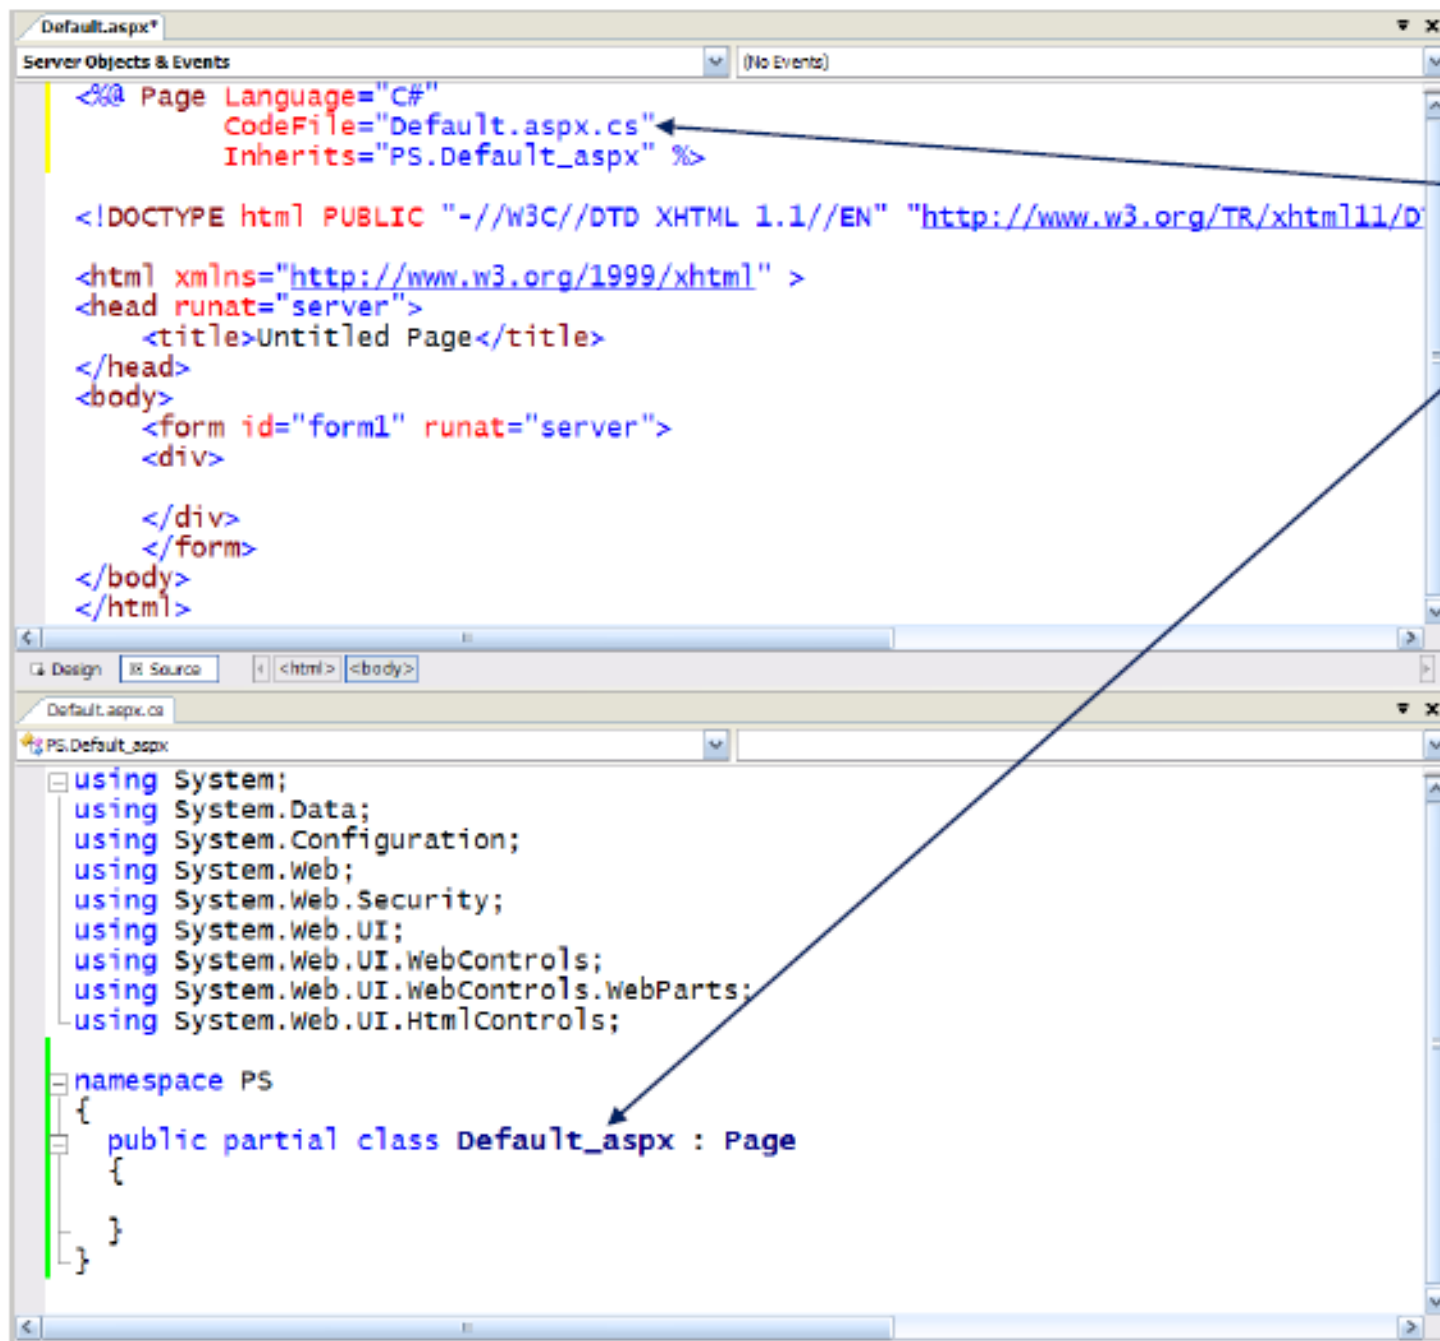 Default.aspx*
Server Objects & Events
(No Events)
<%@ Page Language="C#"
CodeFile="Default.aspx.cs"
Inherits="PS.Default_aspx" %>
<!DOCTYPE html PUBLIC "-//W3C//DTD XHTML 1.1//EN" "http://www.w3.org/TR/xhtml11/D
<html xmlns="http://www.w3.org/1999/xhtml" >
<head runat="server">
<title>Untitled Page</title>
</head>
<body>
<form id="form1" runat="server">
<div>
</div>
</form>
</body>
</html>
Design Source <html> <body>
Default.aspx.cs
PS.Default_aspx
using System;
using System.Data;
using System.Configuration;
using System.Web;
using System.Web.Security;
using System.Web.UI;
using System.Web.UI.WebControls;
using System.Web.UI.WebControls.WebParts;
using System.Web.UI.HtmlControls;
namespace PS
{
public partial class Default_aspx : Page
{
}
}